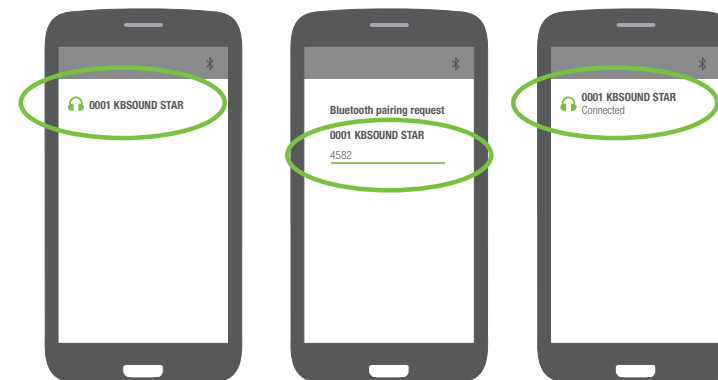 0001 KBSOUND STAR
Bluetooth pairing request
0001 KBSOUND STAR
4582
0001 KBSOUND STAR
Connected